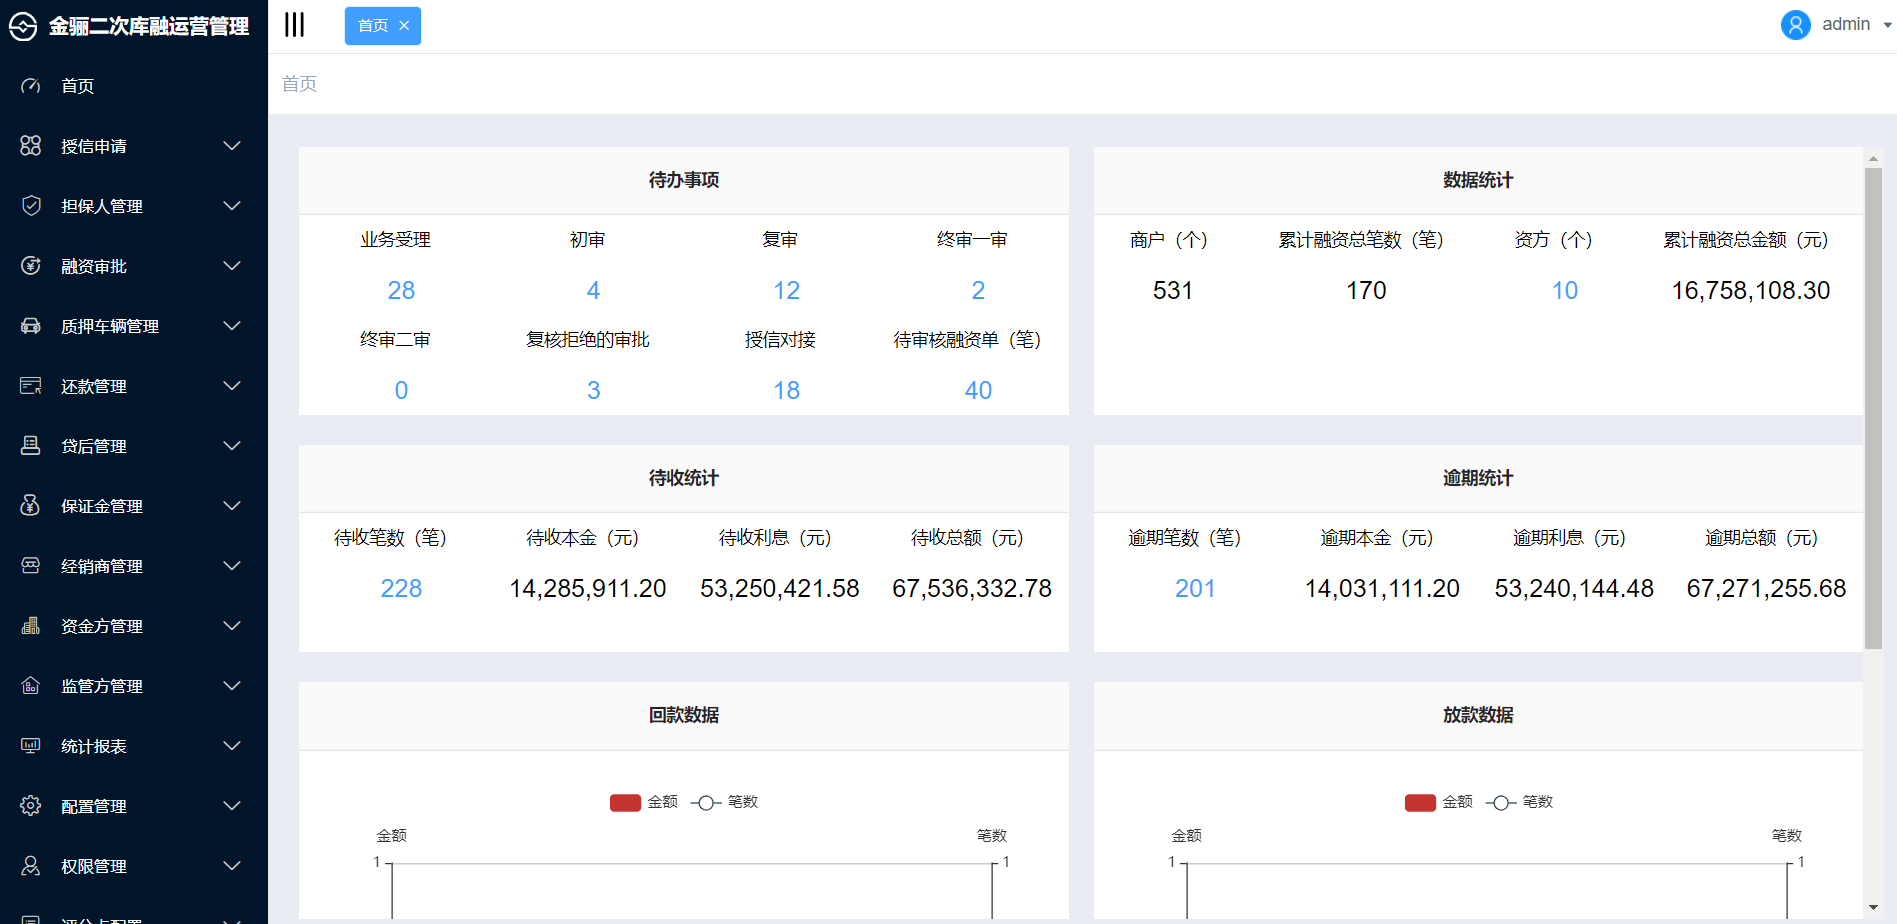 金骊二次库融运营管理
首页
admin
首页
首页
授信申请
担保人管理
融资审批
质押车辆管理
还款管理
贷后管理
保证金管理
经销商管理
资金方管理
监管方管理
统计报表
配置管理
权限管理
评分卡配置
待办事项
业务受理 初审 复审 终审一审
28 4 12 2
终审二审 复核拒绝的审批 授信对接 待审核融资单（笔）
0 3 18 40
数据统计
商户（个） 累计融资总笔数（笔） 资方（个） 累计融资总金额（元）
531 170 10 16,758,108.30
待收统计
待收笔数（笔） 待收本金（元） 待收利息（元） 待收总额（元）
228 14,285,911.20 53,250,421.58 67,536,332.78
逾期统计
逾期笔数（笔） 逾期本金（元） 逾期利息（元） 逾期总额（元）
201 14,031,111.20 53,240,144.48 67,271,255.68
回款数据
金额 笔数
金额 笔数
1 1
放款数据
金额 笔数
金额 笔数
1 1